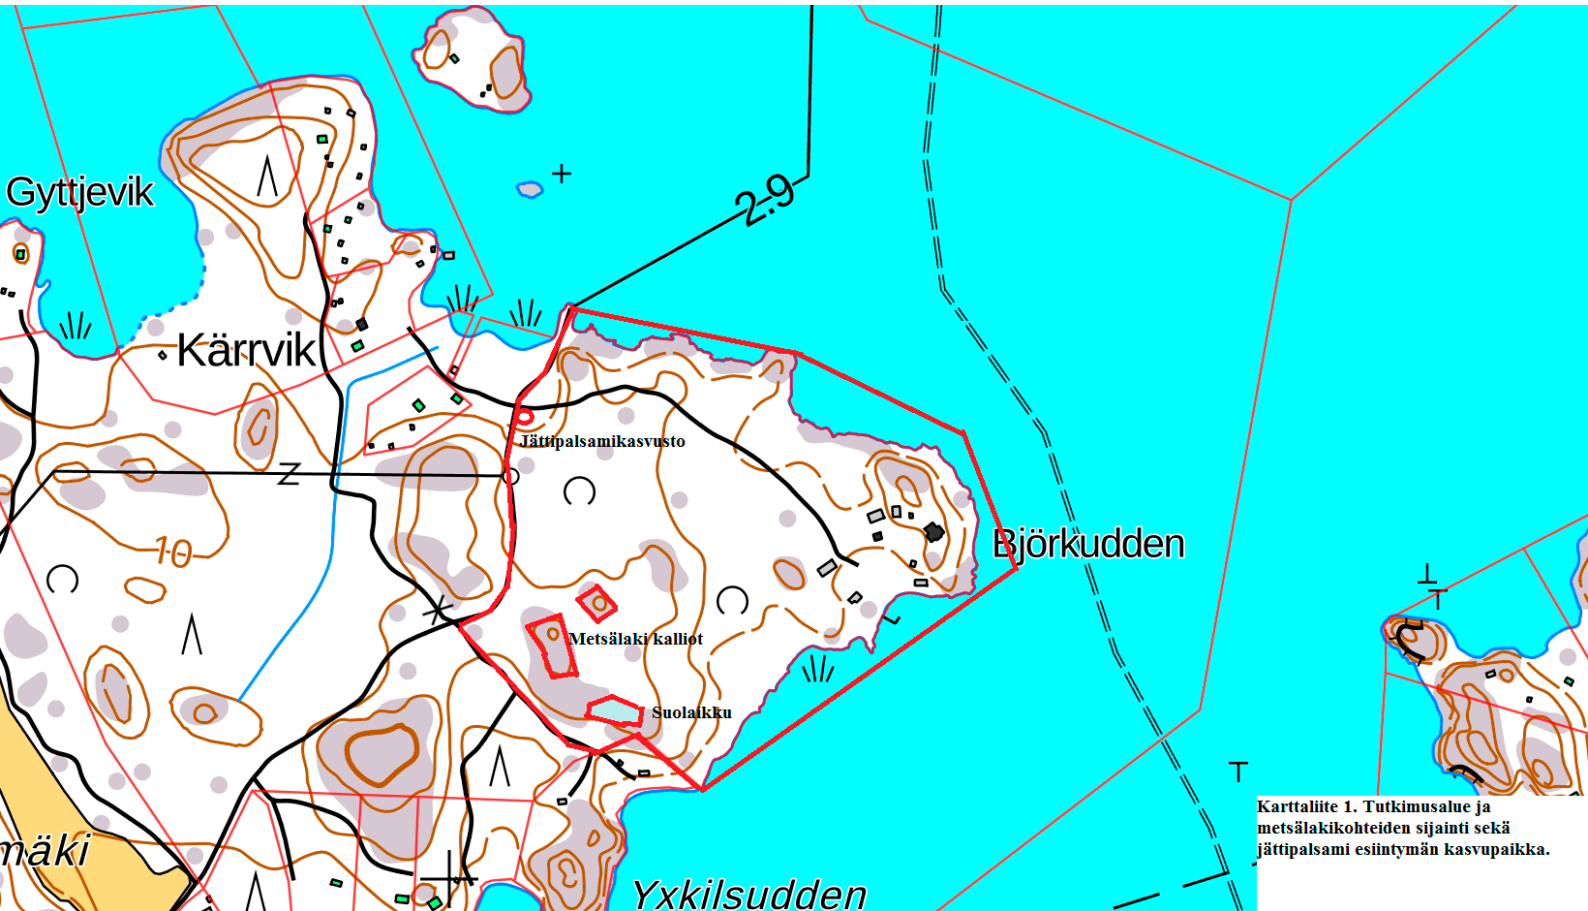 Gyttjevik
2.9
Kärrvik
Jättipalsamikasvusto
Z
10
Björkudden
Metsälaki kalliot
Suolaikku
Karttaliite 1. Tutkimusalue ja
metsälakikohteiden sijainti sekä
jättipalsami esiintymän kasvupaikka.
mäki
Yxkilsudden